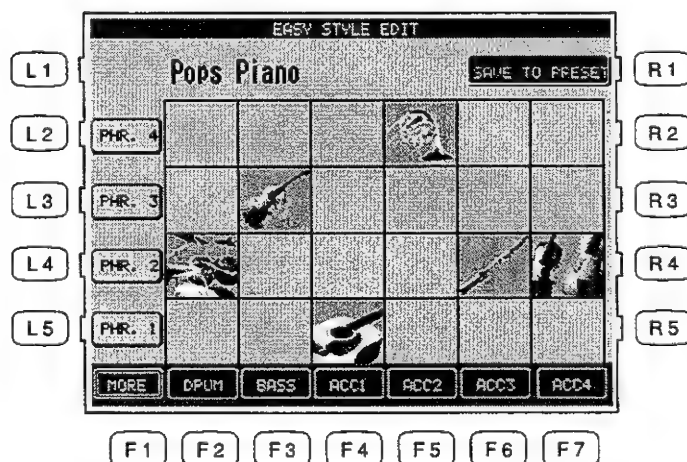 EASY STYLE EDIT
L1 Pops Piano SAVE TO PRESET R1
L2 PHR. 4 R2
L3 PHR. 3 R3
L4 PHR. 2 R4
L5 PHR. 1 R5
MORE DPUM BASS ACC1 ACC2 ACC3 ACC4
F1 F2 F3 F4 F5 F6 F7